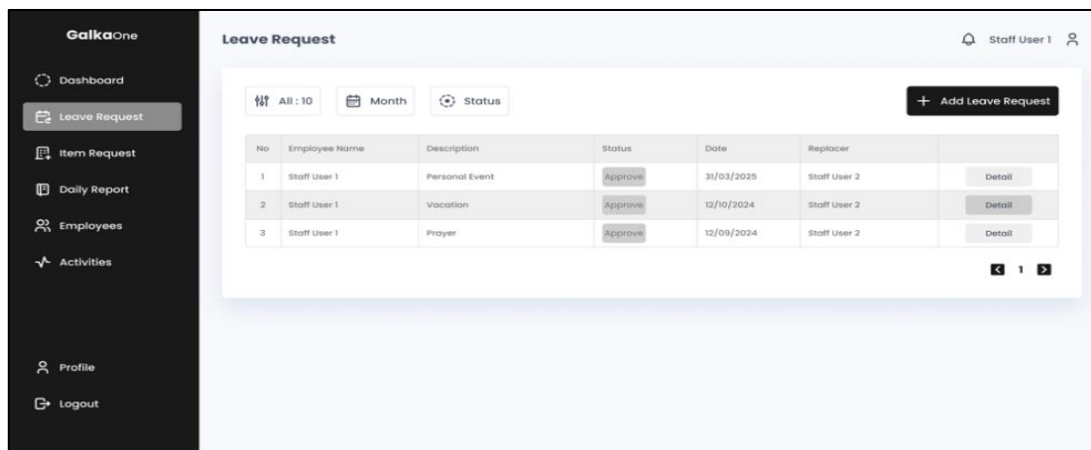 GalkaOne
Leave Request
Staff User 1
Dashboard
Leave Request
Item Request
Daily Report
Employees
Activities
Profile
Logout
All : 10 Month Status
+ Add Leave Request
No Employee Name Description Status Date Replacer
1 Staff User 1 Personal Event Approve 31/03/2025 Staff User 2 Detail
2 Staff User 1 Vacation Approve 12/10/2024 Staff User 2 Detail
3 Staff User 1 Prayer Approve 12/09/2024 Staff User 2 Detail
1